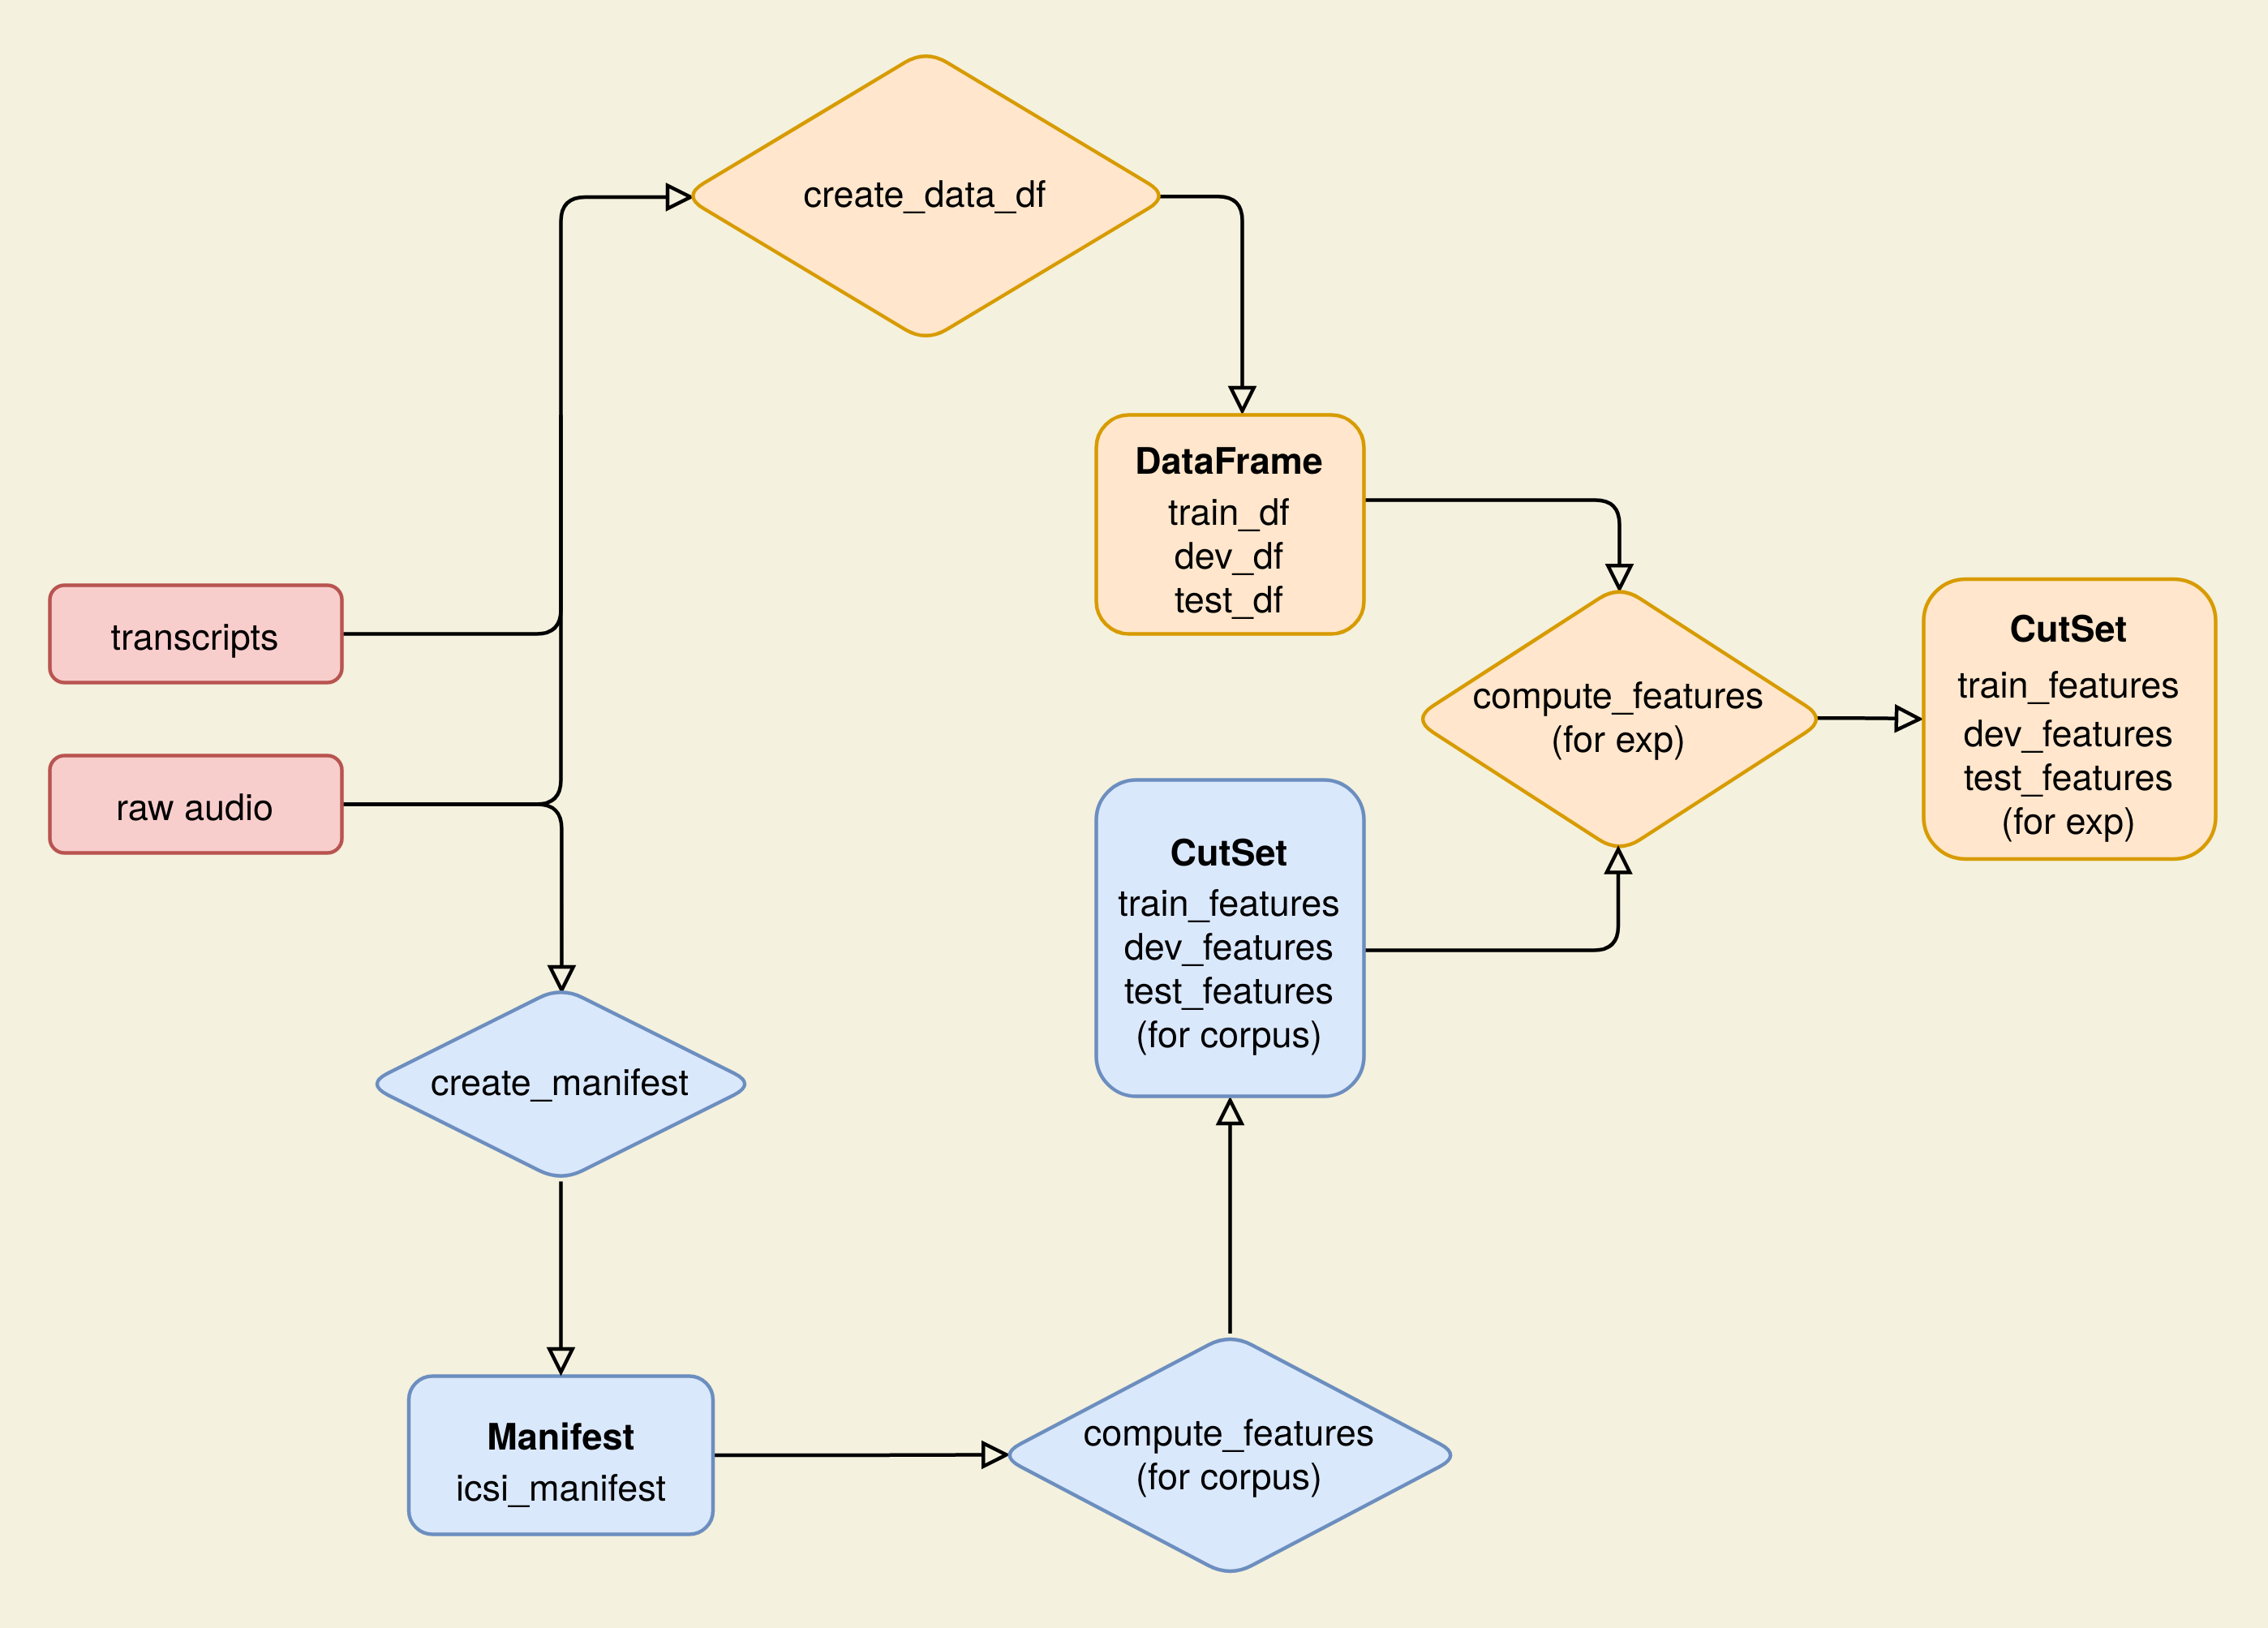 create_data_df
DataFrame
train_df
dev_df
test_df
transcripts
raw audio
compute_features
(for exp)
CutSet
train_features
dev_features
test_features
(for exp)
CutSet
train_features
dev_features
test_features
(for corpus)
create_manifest
Manifest
icsi_manifest
compute_features
(for corpus)